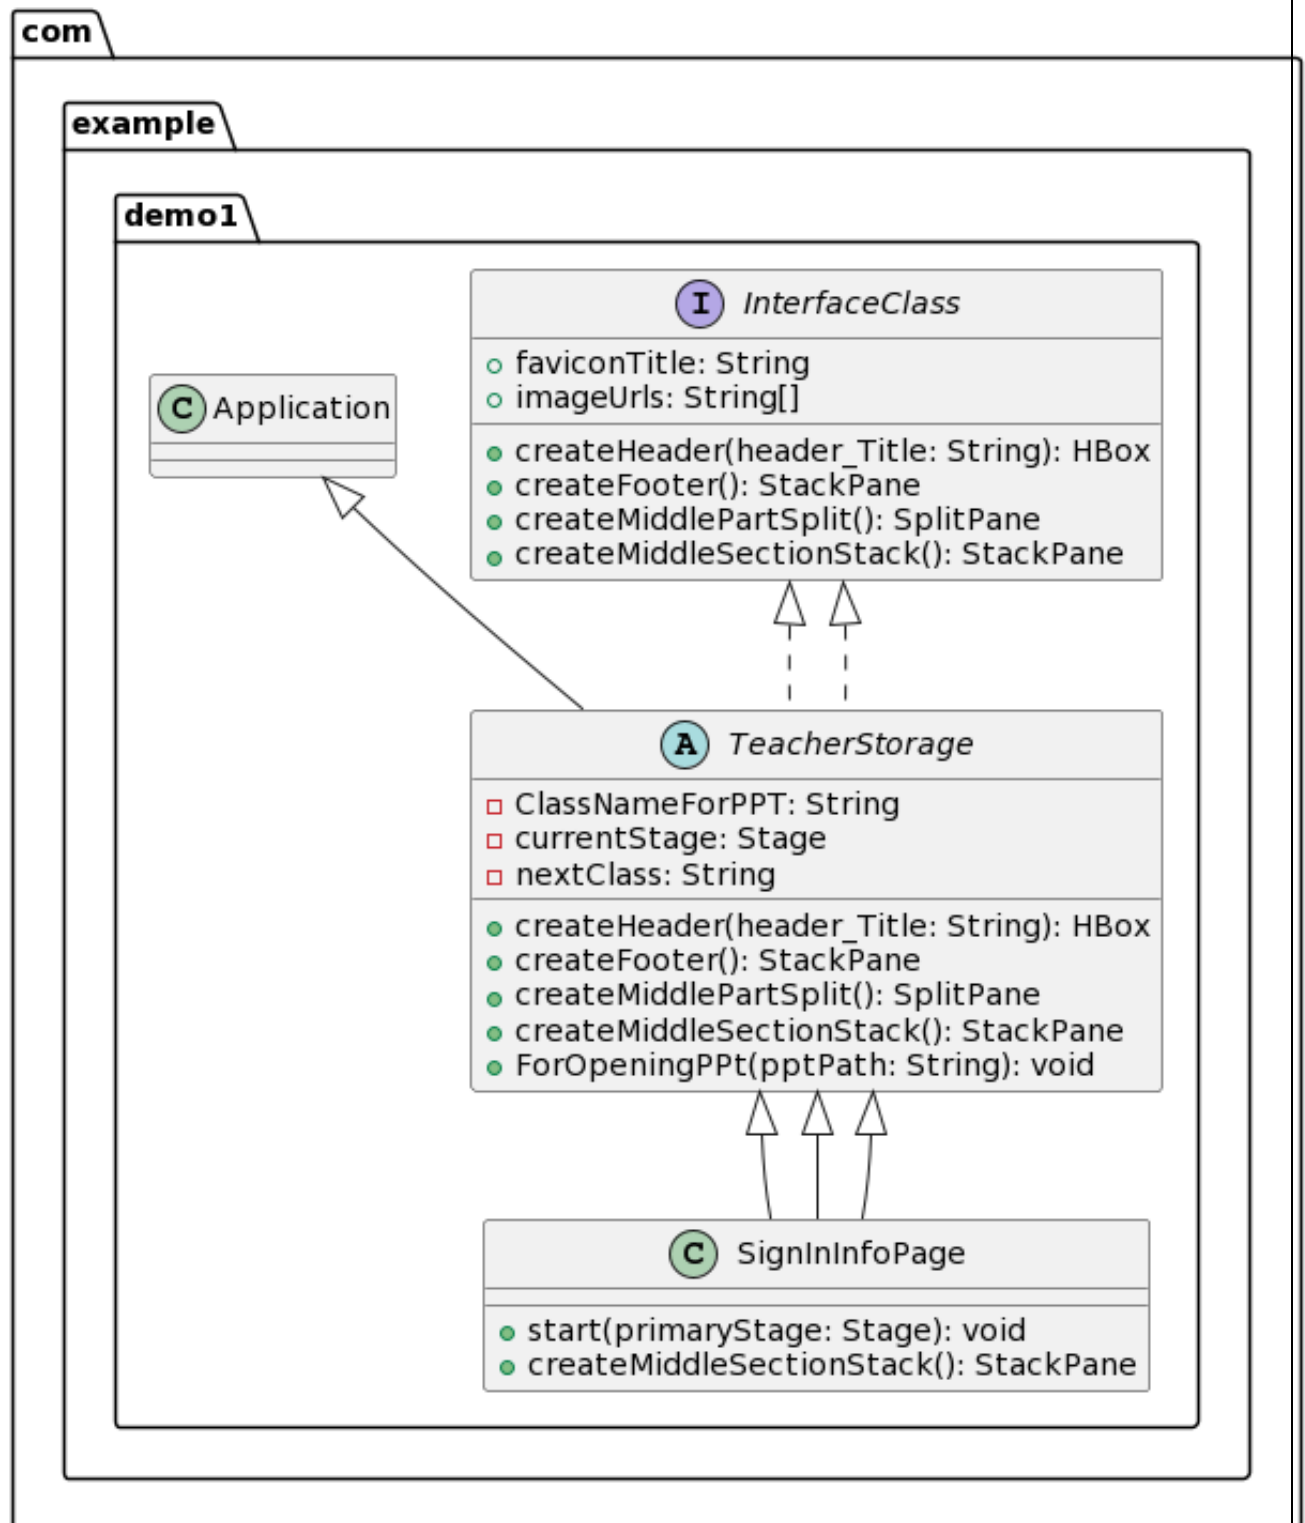 com
example
demo1
I InterfaceClass
faviconTitle: String
imageUrls: String[]
createHeader(header_Title: String): HBox
createFooter(): StackPane
createMiddlePartSplit(): SplitPane
createMiddleSectionStack(): StackPane
C Application
A TeacherStorage
ClassNameForPPT: String
currentStage: Stage
nextClass: String
createHeader(header_Title: String): HBox
createFooter(): StackPane
createMiddlePartSplit(): SplitPane
createMiddleSectionStack(): StackPane
ForOpeningPPt(pptPath: String): void
C SignInInfoPage
start(primaryStage: Stage): void
createMiddleSectionStack(): StackPane